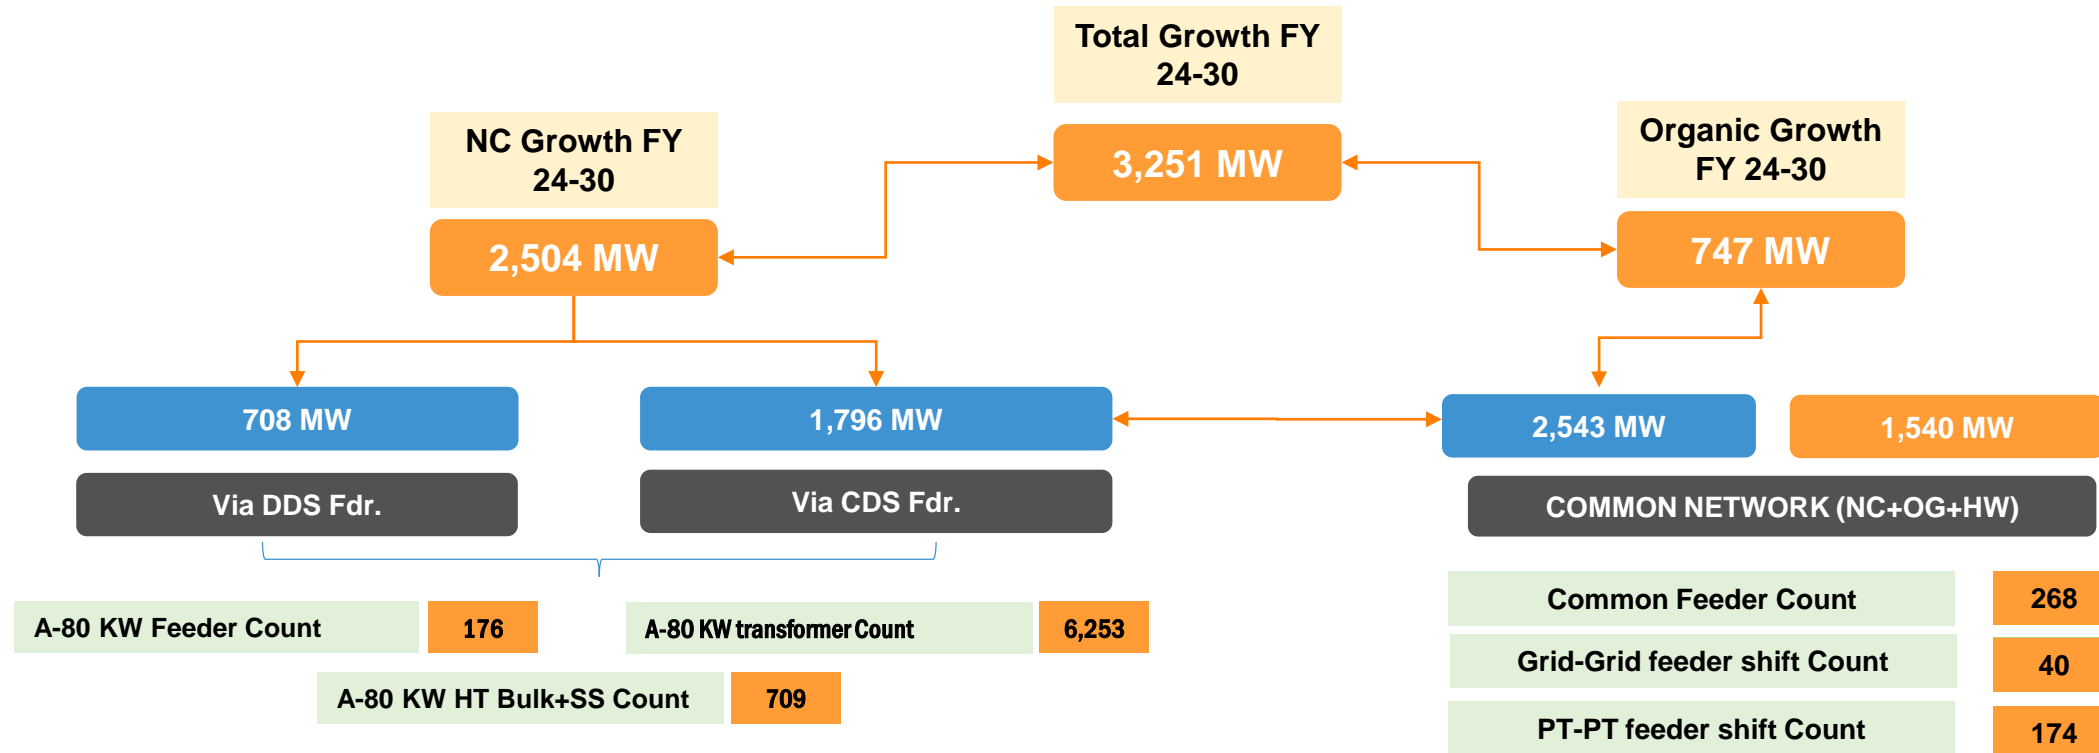 Total Growth FY
24-30
3,251 MW
NC Growth FY
24-30
2,504 MW
Organic Growth
FY 24-30
747 MW
708 MW
1,796 MW
2,543 MW
1,540 MW
Via DDS Fdr.
Via CDS Fdr.
COMMON NETWORK (NC+OG+HW)
A-80 KW Feeder Count
176
A-80 KW transformer Count
6,253
A-80 KW HT Bulk+SS Count
709
Common Feeder Count
268
Grid-Grid feeder shift Count
40
PT-PT feeder shift Count
174